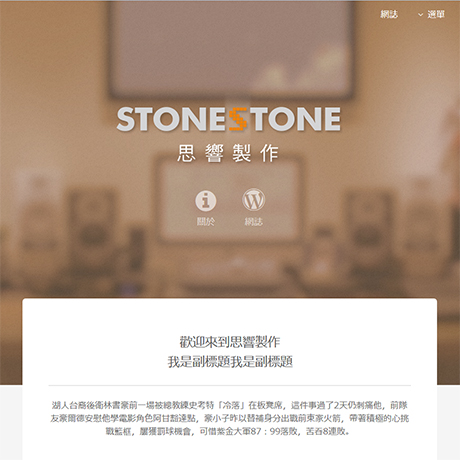 網誌 選單
STONESTONE
思響製作
關於 網誌
歡迎來到思響製作
我是副標題我是副標題
湖人台裔後衛林書豪前一場被總教練史考特「冷落」在板凳席，這件事過了2天仍刺痛他，前隊
友豪爾德安慰他學電影角色阿甘豁達點，豪小子昨以替補身分出戰前東家火箭，帶著積極的心挑
戰籃框，屢獲罰球機會，可惜紫金大軍87：99落敗，苦吞8連敗。